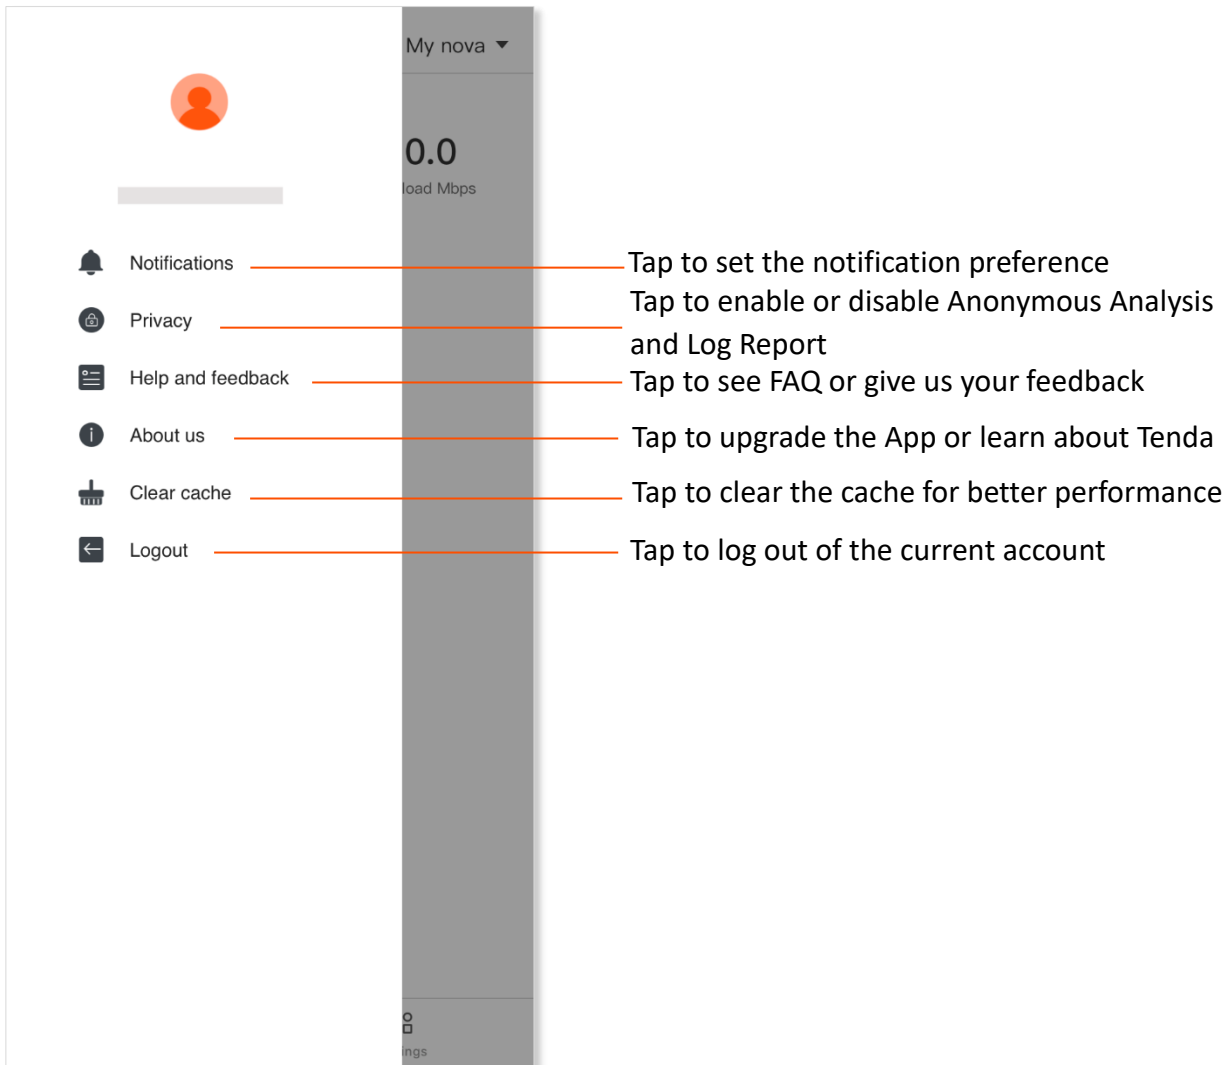 My nova
0.0
load Mbps
Notifications
Tap to set the notification preference
Privacy
Tap to enable or disable Anonymous Analysis
and Log Report
Help and feedback
Tap to see FAQ or give us your feedback
About us
Tap to upgrade the App or learn about Tenda
Clear cache
Tap to clear the cache for better performance
Logout
Tap to log out of the current account
ings